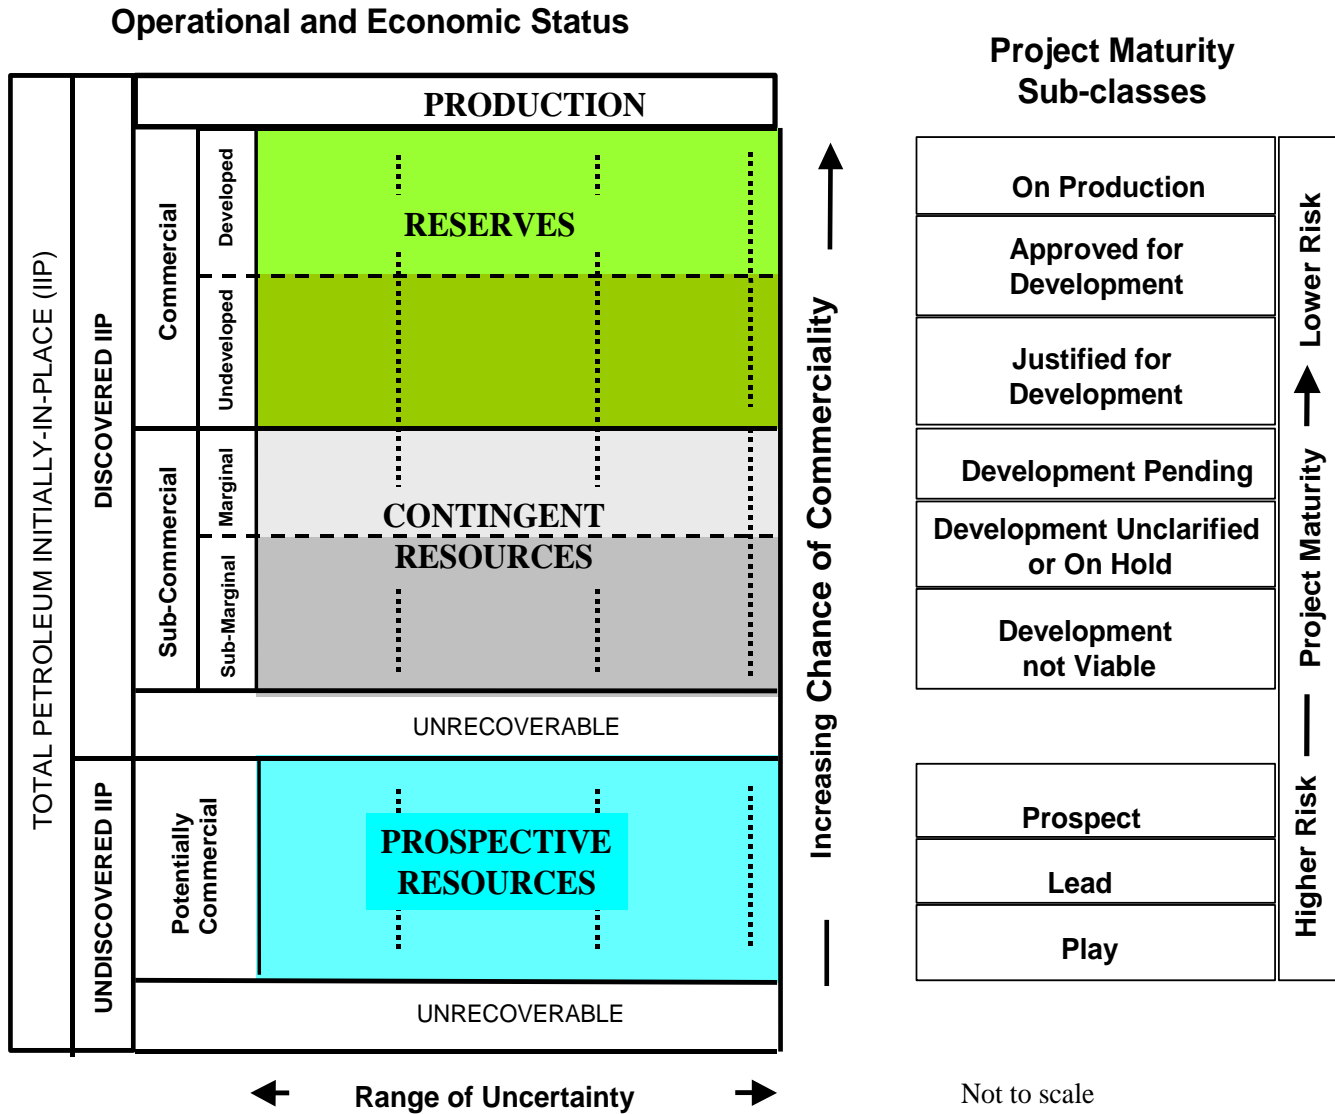 Operational and Economic Status
Project Maturity
Sub-classes
TOTAL PETROLEUM INITIALLY-IN-PLACE (IIP)
DISCOVERED IIP
UNDISCOVERED IIP
PRODUCTION
Commercial
Developed
Undeveloped
RESERVES
Sub-Commercial
Marginal
Sub-Marginal
CONTINGENT
RESOURCES
UNRECOVERABLE
Potentially
Commercial
PROSPECTIVE
RESOURCES
UNRECOVERABLE
Range of Uncertainty
Increasing Chance of Commerciality
On Production
Approved for
Development
Justified for
Development
Development Pending
Development Unclarified
or On Hold
Development
not Viable
Prospect
Lead
Play
Lower Risk
Project Maturity
Higher Risk
Not to scale